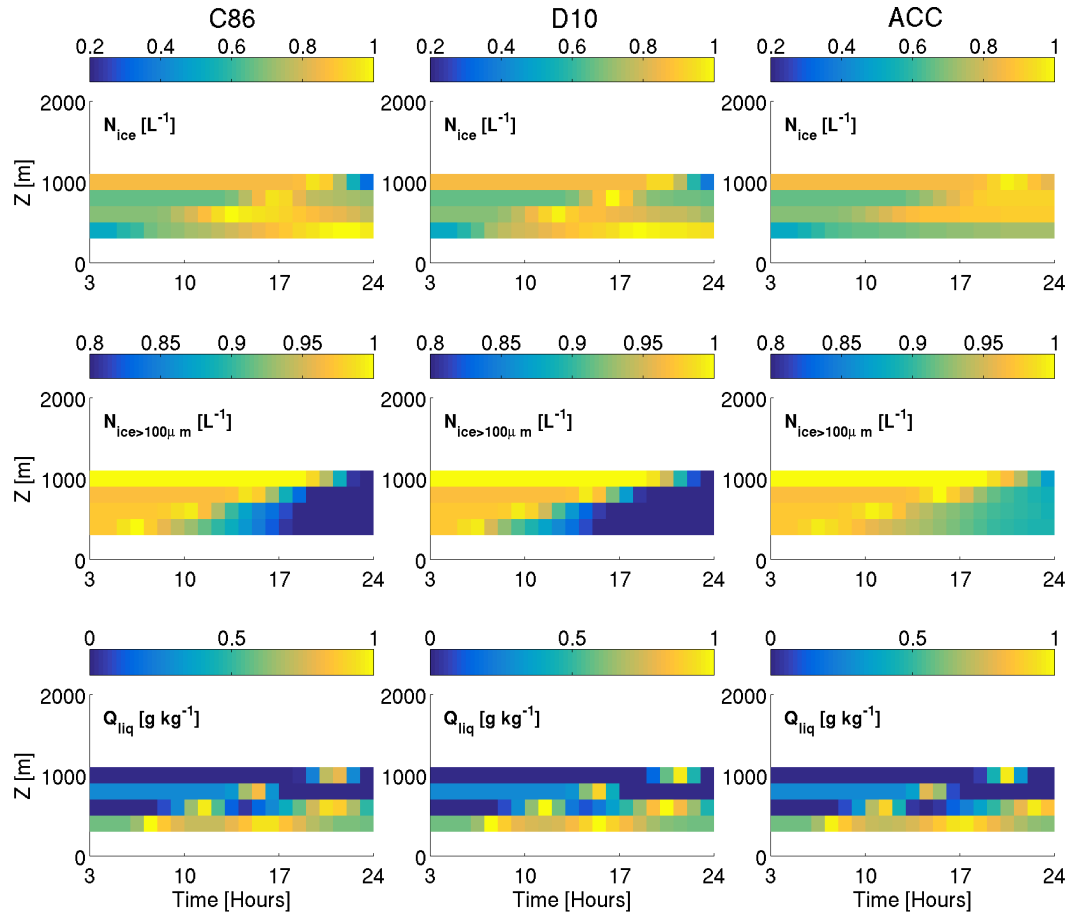 C86 D10 ACC
0.2 0.4 0.6 0.8 1 0.2 0.4 0.6 0.8 1 0.2 0.4 0.6 0.8 1
2000 2000 2000
N_ice [L^-1] N_ice [L^-1] N_ice [L^-1]
Z [m] 1000 1000 1000
0 0 0
3 10 17 24 3 10 17 24 3 10 17 24
0.8 0.85 0.9 0.95 1 0.8 0.85 0.9 0.95 1 0.8 0.85 0.9 0.95 1
2000 2000 2000
N_ice>100μ m [L^-1] N_ice>100μ m [L^-1] N_ice>100μ m [L^-1]
Z [m] 1000 1000 1000
0 0 0
3 10 17 24 3 10 17 24 3 10 17 24
0 0.5 1 0 0.5 1 0 0.5 1
2000 2000 2000
Q_liq [g kg^-1] Q_liq [g kg^-1] Q_liq [g kg^-1]
Z [m] 1000 1000 1000
0 0 0
3 10 17 24 3 10 17 24 3 10 17 24
Time [Hours] Time [Hours] Time [Hours]